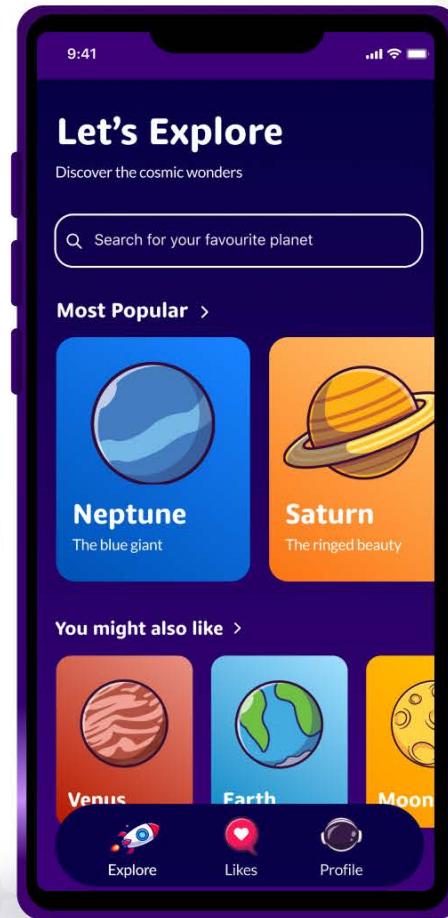 9:41
Let's Explore
Discover the cosmic wonders
Search for your favourite planet
Most Popular >
Neptune
The blue giant
Saturn
The ringed beauty
You might also like >
Venus
Earth
Moon
Explore
Likes
Profile